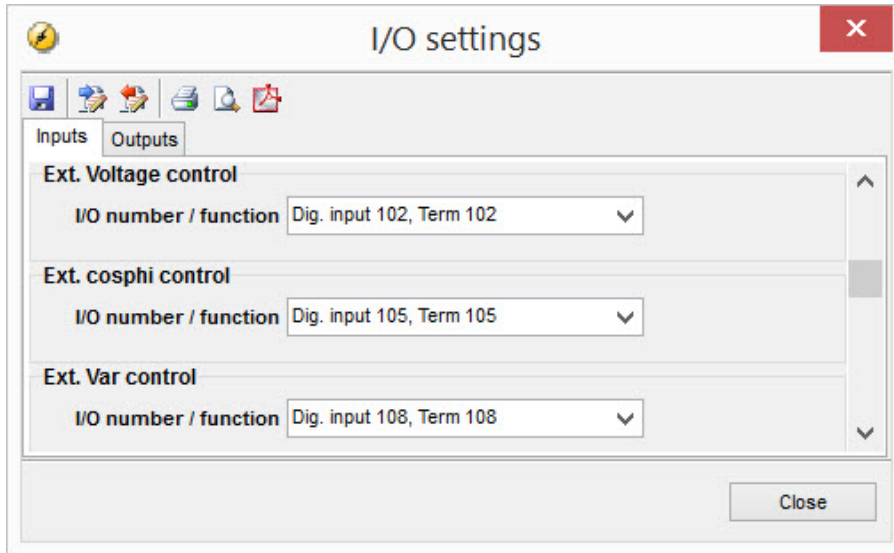 I/O settings
Inputs Outputs
Ext. Voltage control
I/O number / function Dig. input 102, Term 102
Ext. cosphi control
I/O number / function Dig. input 105, Term 105
Ext. Var control
I/O number / function Dig. input 108, Term 108
Close